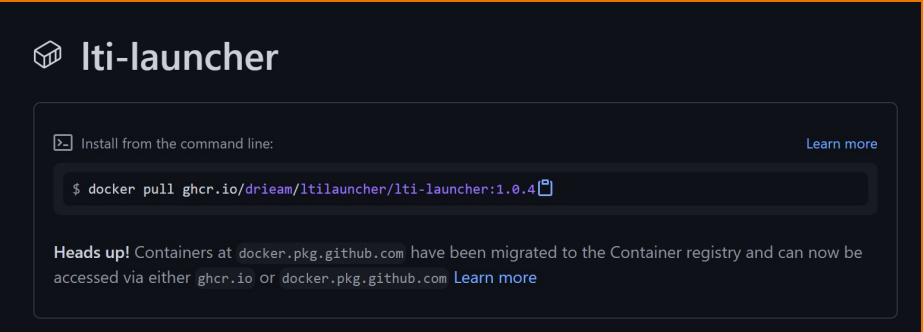 lti-launcher
Install from the command line:
Learn more
$ docker pull ghcr.io/drieam/ltilauncher/lti-launcher:1.0.4
Heads up! Containers at docker.pkg.github.com have been migrated to the Container registry and can now be
accessed via either ghcr.io or docker.pkg.github.com Learn more